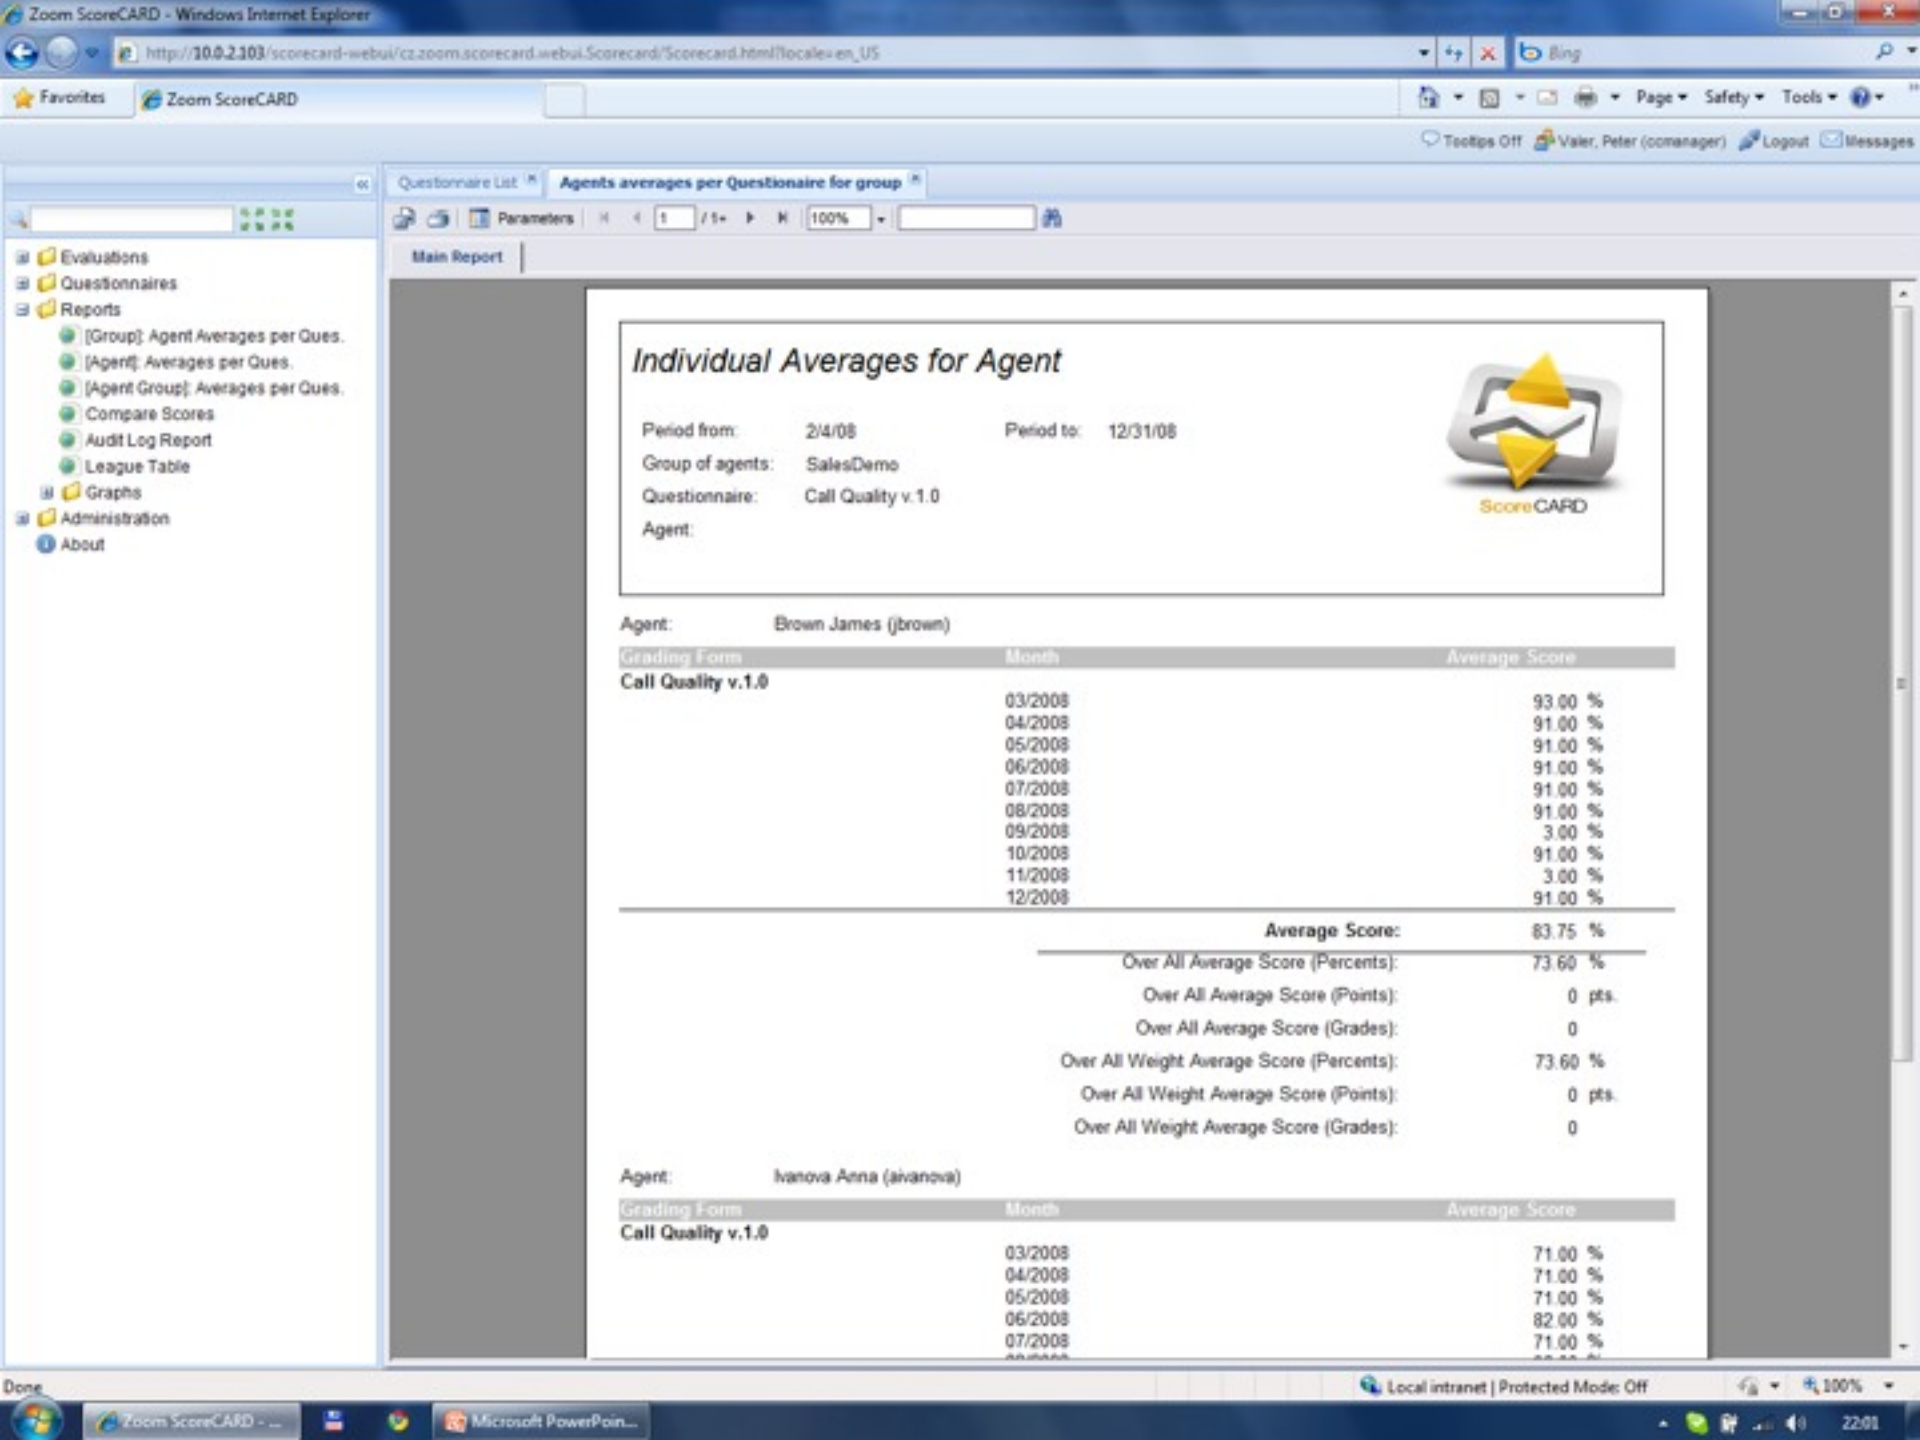 Zoom ScoreCARD - Windows Internet Explorer
http://10.0.2.103/scorecard-webui/cz.zoom.scorecard.webui.Scorecard/Scorecard.html?locale=en_US
Bing
Favorites
Zoom ScoreCARD
Page
Safety
Tools
Tooltips Off
Valer, Peter (ccmanager)
Logout
Messages
Questionnaire List
Agents averages per Questionaire for group
Parameters
1
/ 1+
100%
Main Report
Evaluations
Questionnaires
Reports
[Group]: Agent Averages per Ques.
[Agent]: Averages per Ques.
[Agent Group]: Averages per Ques.
Compare Scores
Audit Log Report
League Table
Graphs
Administration
About
Individual Averages for Agent
Period from: 2/4/08 Period to: 12/31/08
Group of agents: SalesDemo
Questionnaire: Call Quality v.1.0
Agent:
ScoreCARD
Agent: Brown James (jbrown)
Grading Form Month Average Score
Call Quality v.1.0
03/2008 93.00 %
04/2008 91.00 %
05/2008 91.00 %
06/2008 91.00 %
07/2008 91.00 %
08/2008 91.00 %
09/2008 3.00 %
10/2008 91.00 %
11/2008 3.00 %
12/2008 91.00 %
Average Score: 83.75 %
Over All Average Score (Percents): 73.60 %
Over All Average Score (Points): 0 pts.
Over All Average Score (Grades): 0
Over All Weight Average Score (Percents): 73.60 %
Over All Weight Average Score (Points): 0 pts.
Over All Weight Average Score (Grades): 0
Agent: Ivanova Anna (aivanova)
Grading Form Month Average Score
Call Quality v.1.0
03/2008 71.00 %
04/2008 71.00 %
05/2008 71.00 %
06/2008 82.00 %
07/2008 71.00 %
Done
Local intranet | Protected Mode: Off
100%
Zoom ScoreCARD - ...
Microsoft PowerPoin...
22:01